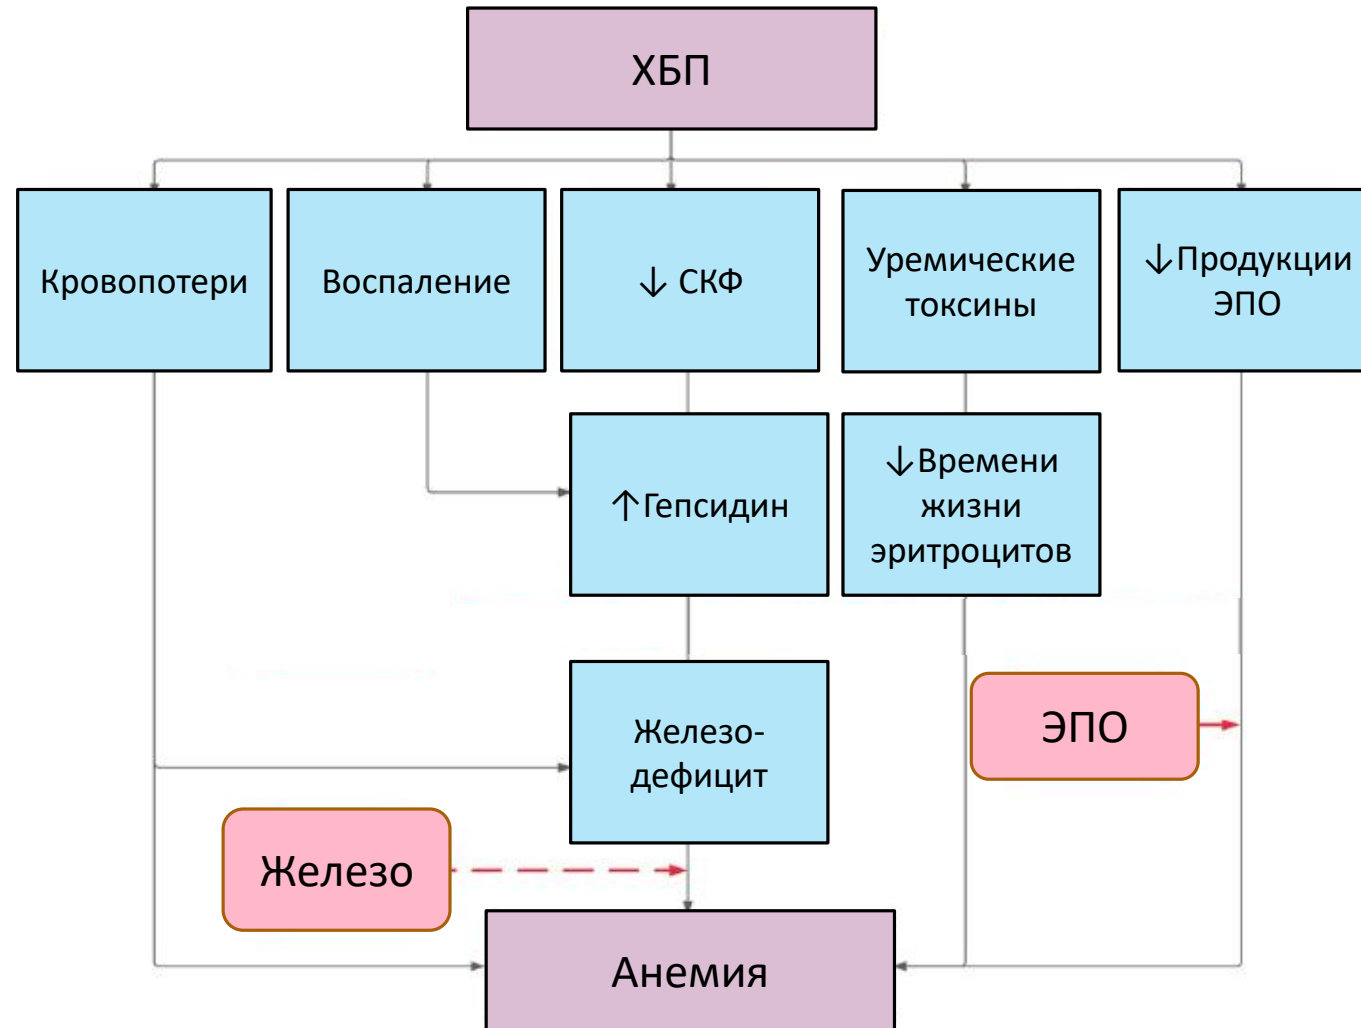 ХБП
Кровопотери
Воспаление
↓ СКФ
Уремические
токсины
↓Продукции
ЭПО
↑Гепсидин
↓Времени
жизни
эритроцитов
Железо-
дефицит
ЭПО
Железо
Анемия